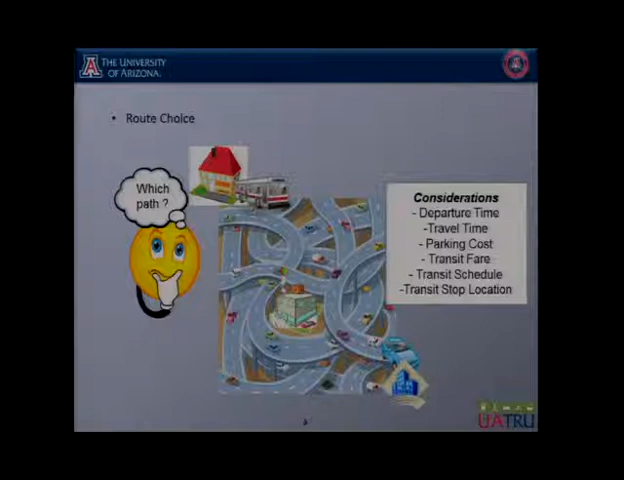 THE UNIVERSITY
OF ARIZONA.
• Route Choice
Which
path ?
Considerations
- Departure Time
-Travel Time
- Parking Cost
- Transit Fare
- Transit Schedule
-Transit Stop Location
UATRU